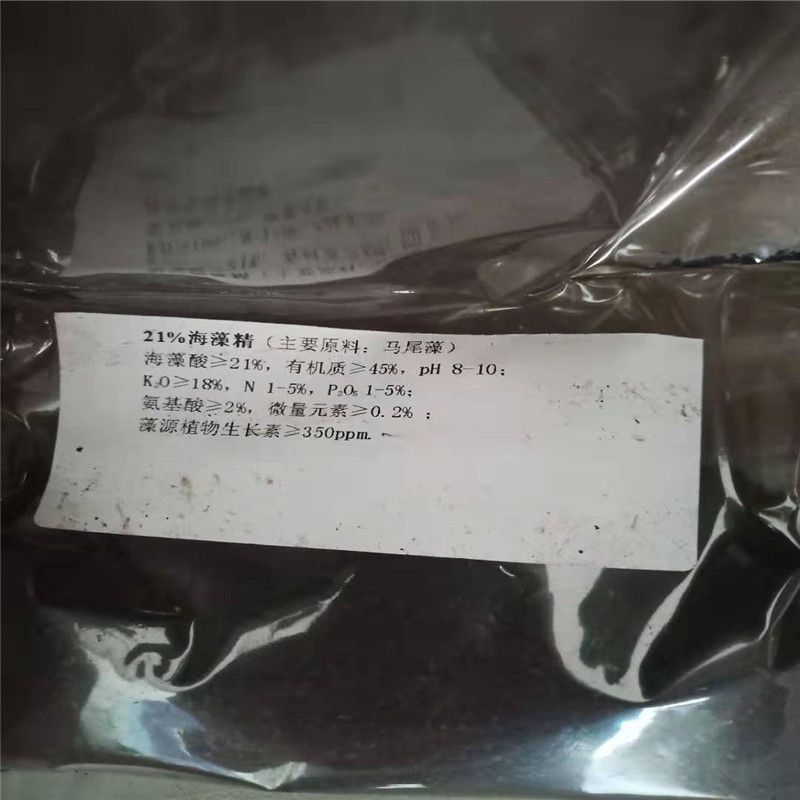 21%海藻精（主要原料：马尾藻）
海藻酸≥21%，有机质≥45%，pH 8-10；
K₂O≥18%，N 1-5%，P₂O₅ 1-5%；
氨基酸≥2%，微量元素≥0.2% ；
藻源植物生长素≥350ppm.